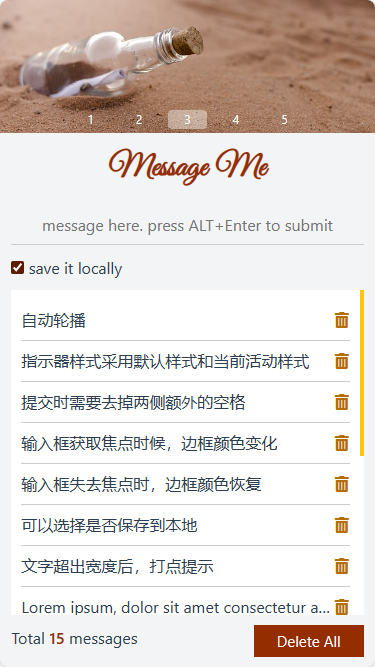 1 2 3 4 5
Message Me
message here. press ALT+Enter to submit
save it locally
自动轮播
指示器样式采用默认样式和当前活动样式
提交时需要去掉两侧额外的空格
输入框获取焦点时候，边框颜色变化
输入框失去焦点时，边框颜色恢复
可以选择是否保存到本地
文字超出宽度后，打点提示
Lorem ipsum, dolor sit amet consectetur a...
Total 15 messages
Delete All